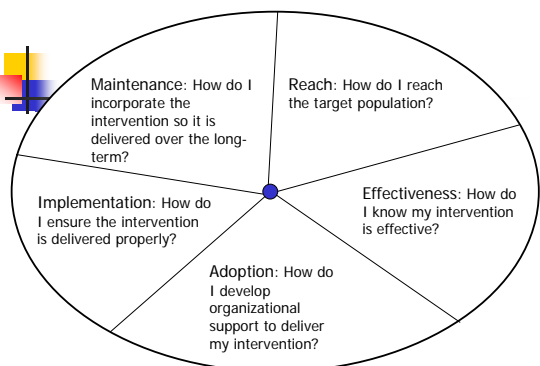 Maintenance: How do I
incorporate the
intervention so it is
delivered over the long-
term?
Reach: How do I reach
the target population?
Effectiveness: How do
I know my intervention
is effective?
Adoption: How do
I develop
organizational
support to deliver
my intervention?
Implementation: How do
I ensure the intervention
is delivered properly?